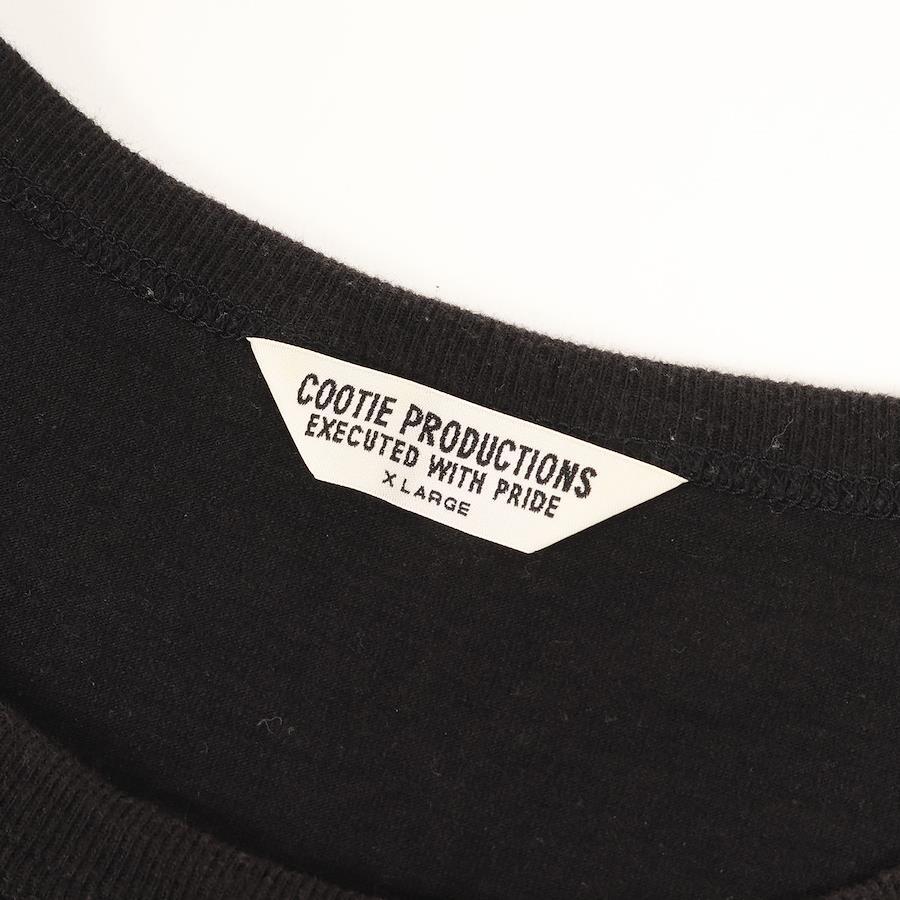 COOTIE PRODUCTIONS
EXECUTED WITH PRIDE
X LARGE